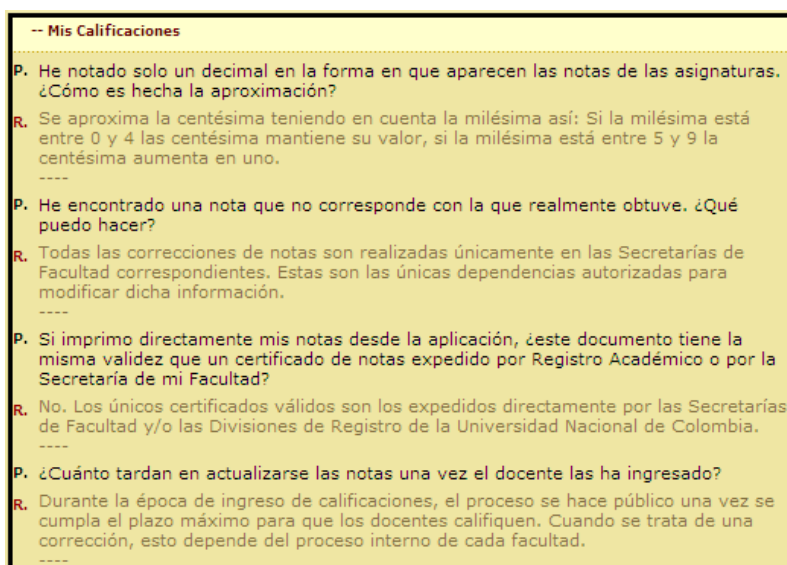 -- Mis Calificaciones
P. He notado solo un decimal en la forma en que aparecen las notas de las asignaturas.
¿Cómo es hecha la aproximación?
R. Se aproxima la centésima teniendo en cuenta la milésima así: Si la milésima está
entre 0 y 4 las centésima mantiene su valor, si la milésima está entre 5 y 9 la
centésima aumenta en uno.
----
P. He encontrado una nota que no corresponde con la que realmente obtuve. ¿Qué
puedo hacer?
R. Todas las correcciones de notas son realizadas únicamente en las Secretarías de
Facultad correspondientes. Estas son las únicas dependencias autorizadas para
modificar dicha información.
----
P. Si imprimo directamente mis notas desde la aplicación, ¿este documento tiene la
misma validez que un certificado de notas expedido por Registro Académico o por la
Secretaría de mi Facultad?
R. No. Los únicos certificados válidos son los expedidos directamente por las Secretarías
de Facultad y/o las Divisiones de Registro de la Universidad Nacional de Colombia.
----
P. ¿Cuánto tardan en actualizarse las notas una vez el docente las ha ingresado?
R. Durante la época de ingreso de calificaciones, el proceso se hace público una vez se
cumpla el plazo máximo para que los docentes califiquen. Cuando se trata de una
corrección, esto depende del proceso interno de cada facultad.
----